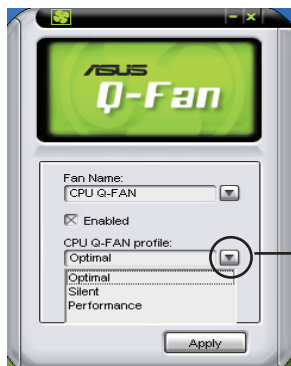 ASUS
Q-Fan
Fan Name:
CPU Q-FAN
Enabled
CPU Q-FAN profile:
Optimal
Optimal
Silent
Performance
Apply